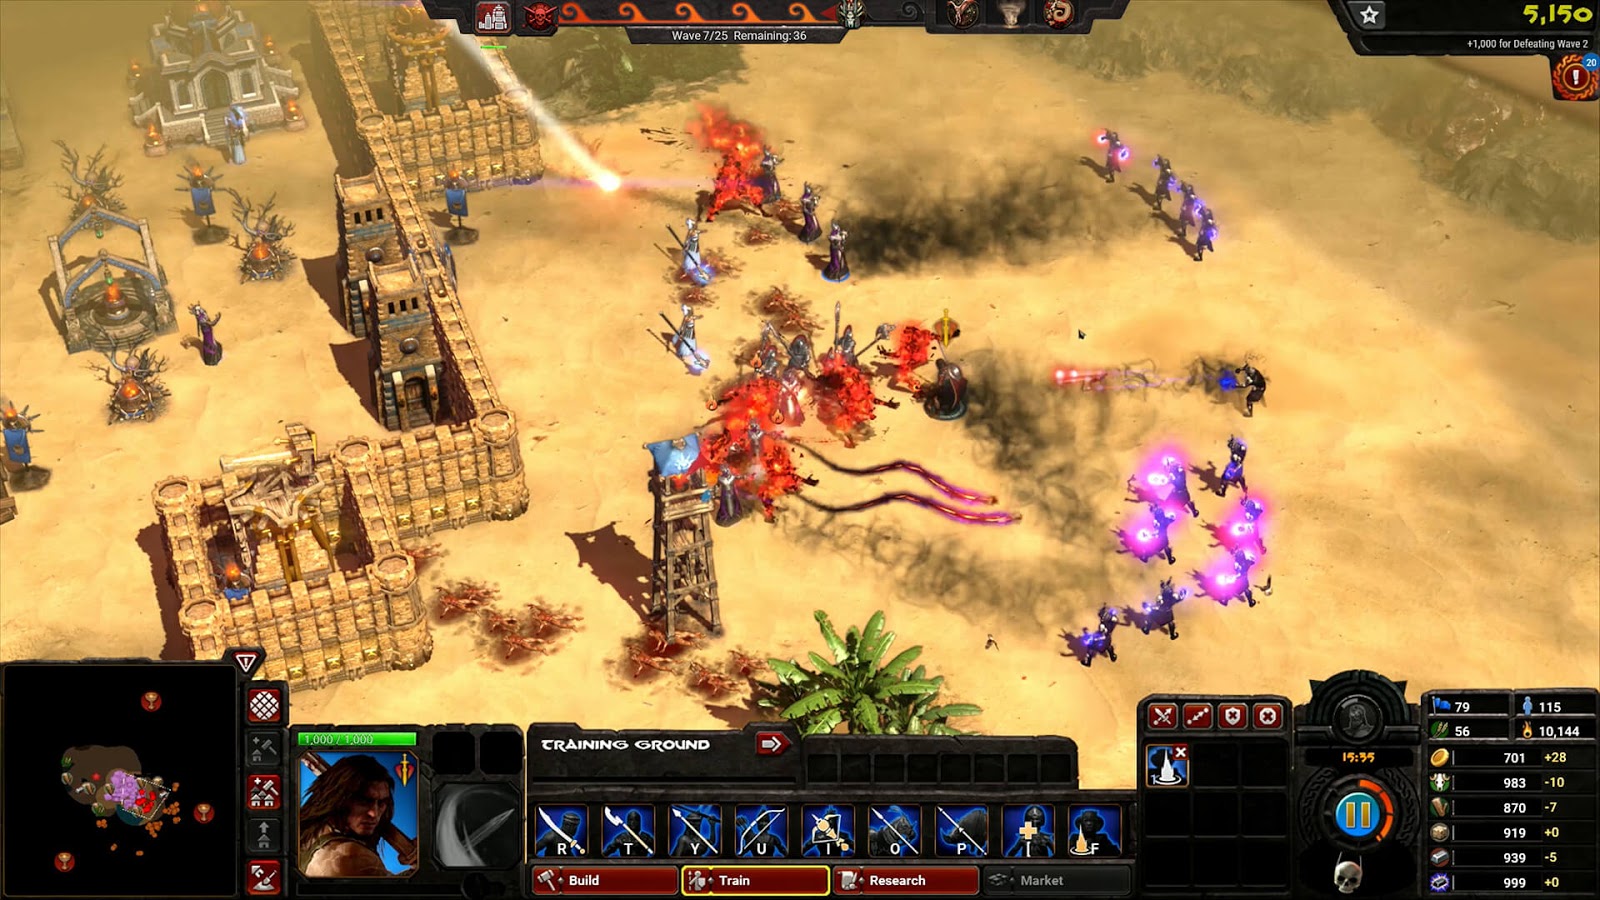 Wave 7/25 Remaining: 36
5,150
+1,000 for Defeating Wave 2
20
1,000 / 1,000
TRAINING GROUND
R T Y U I O P [ F
Build
Train
Research
Market
15:35
79
115
56
10,144
701 +28
983 -10
870 -7
919 +0
939 -5
999 +0